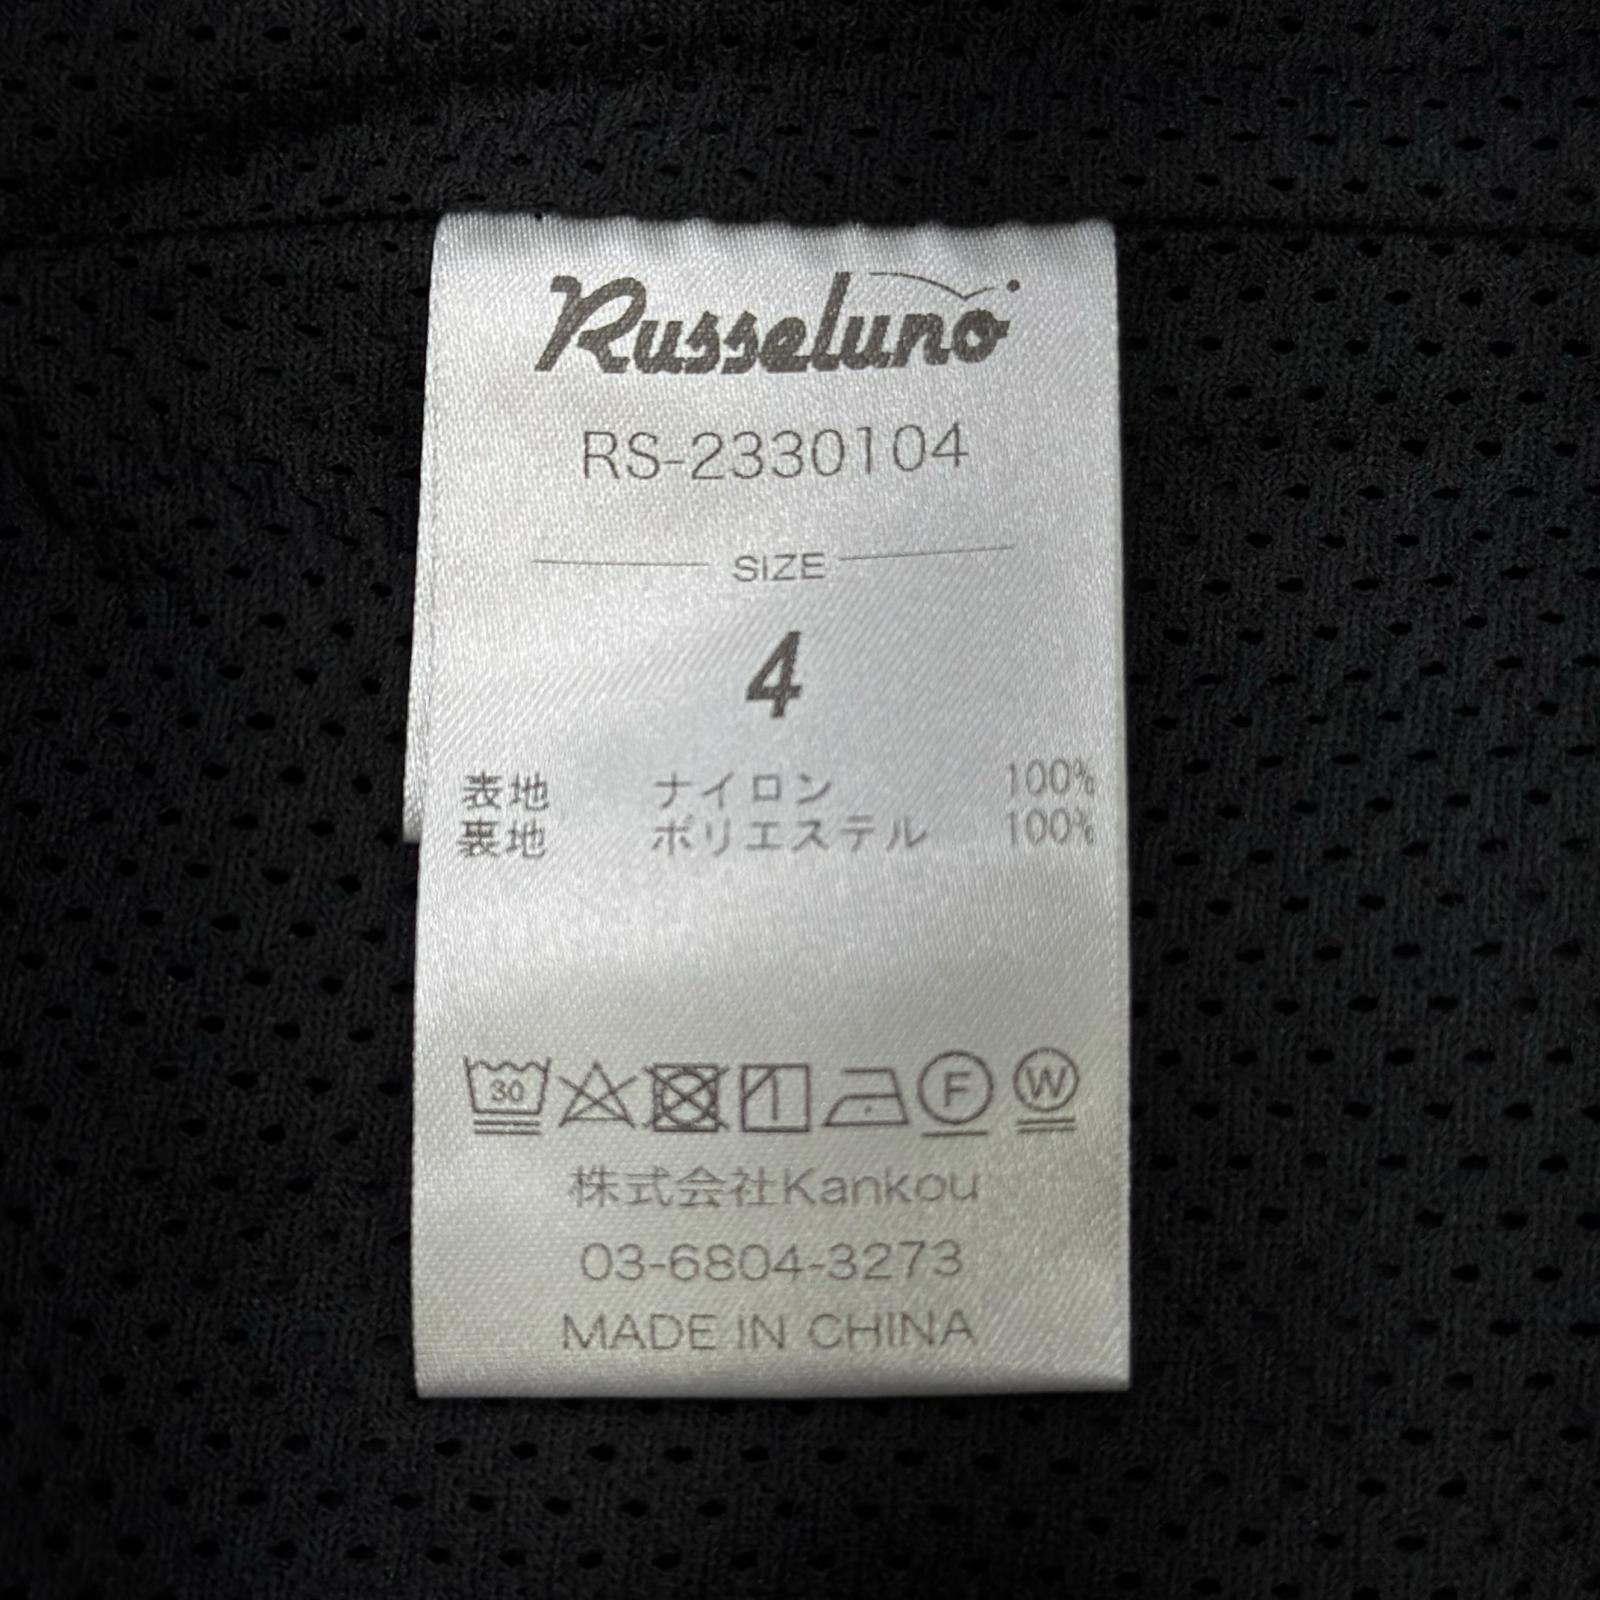 Russeluno
RS-2330104
SIZE
4
表地 ナイロン 100%
裏地 ポリエステル 100%
30 F W
株式会社Kankou
03-6804-3273
MADE IN CHINA